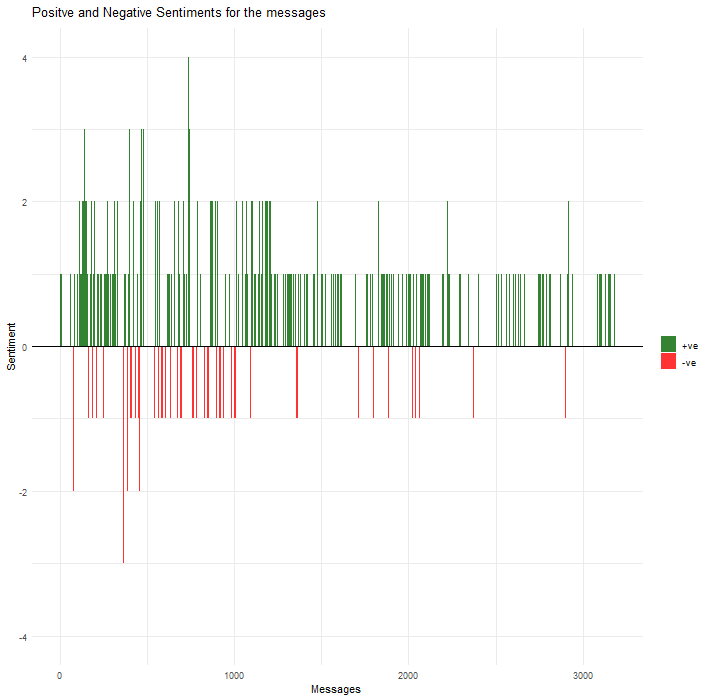 Positve and Negative Sentiments for the messages
4
2
0
-2
-4
Sentiment
0 1000 2000 3000
Messages
+ve
-ve